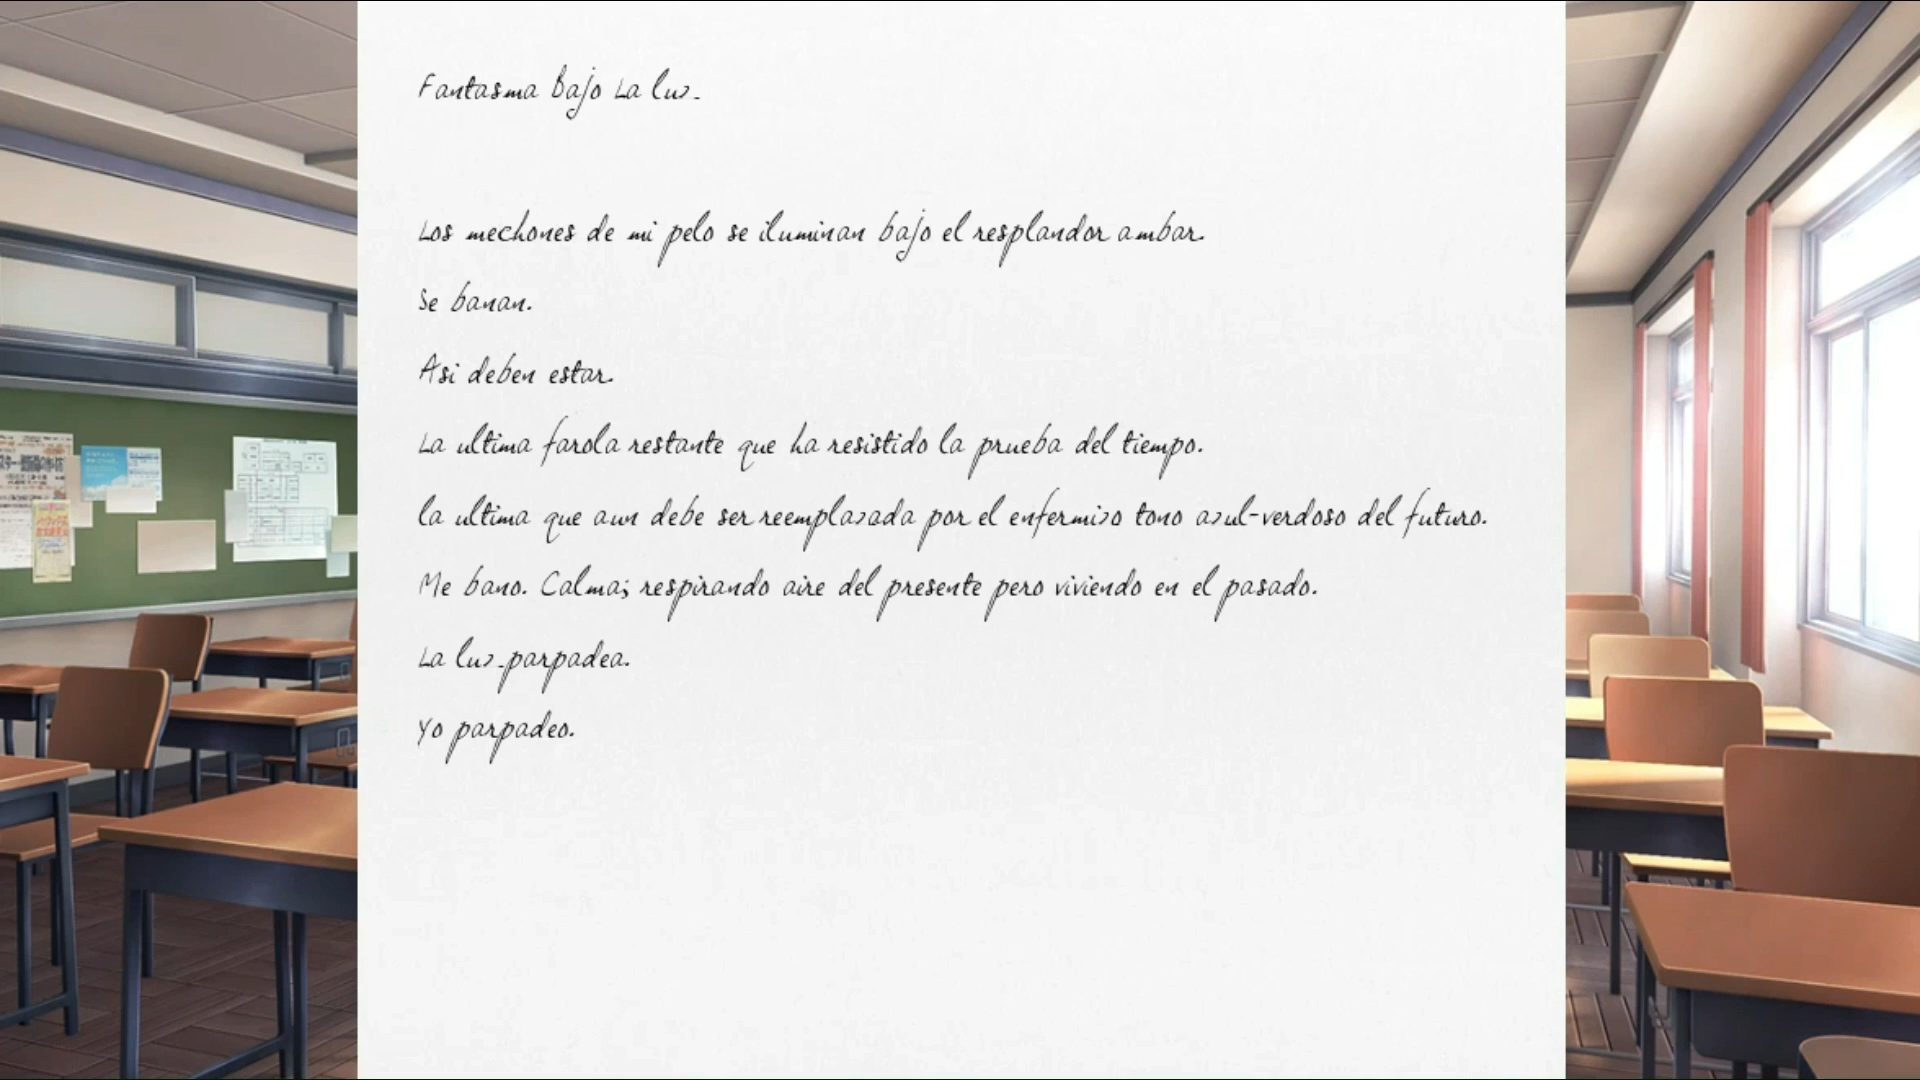 Fantasma Bajo La luz
Los mechones de mi pelo se iluminan bajo el resplandor ambar.
Se banan.
Asi deben estar.
La ultima farola restante que ha resistido la prueba del tiempo.
la ultima que aun debe ser reemplazada por el enfermizo tono azul-verdoso del futuro.
Me bano. Calma; respirando aire del presente pero viviendo en el pasado.
La luz parpadea.
Yo parpadeo.